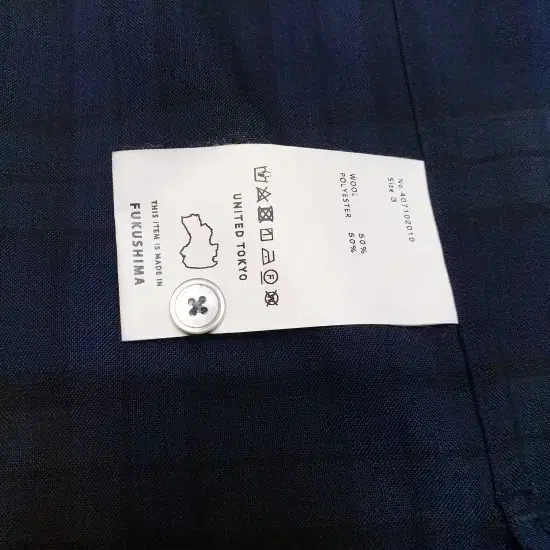 No.407102010
Size 3
WOOL 50%
POLYESTER 50%
F
UNITED TOKYO
THIS ITEM IS MADE IN
FUKUSHIMA